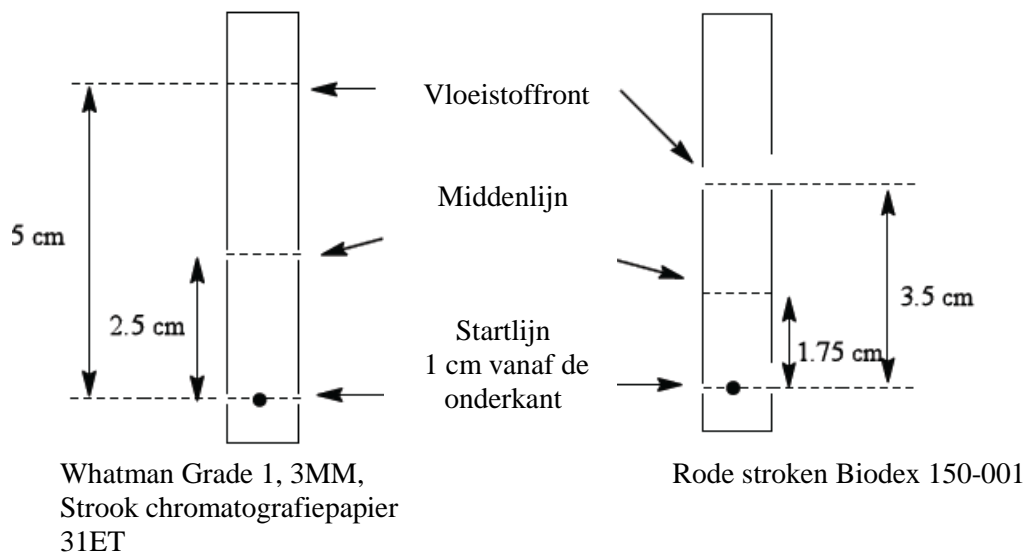 Vloeistoffront
Middenlijn
5 cm
2.5 cm
3.5 cm
1.75 cm
Startlijn
1 cm vanaf de
onderkant
Whatman Grade 1, 3MM,
Strook chromatografiepapier
31ET
Rode stroken Biodex 150-001